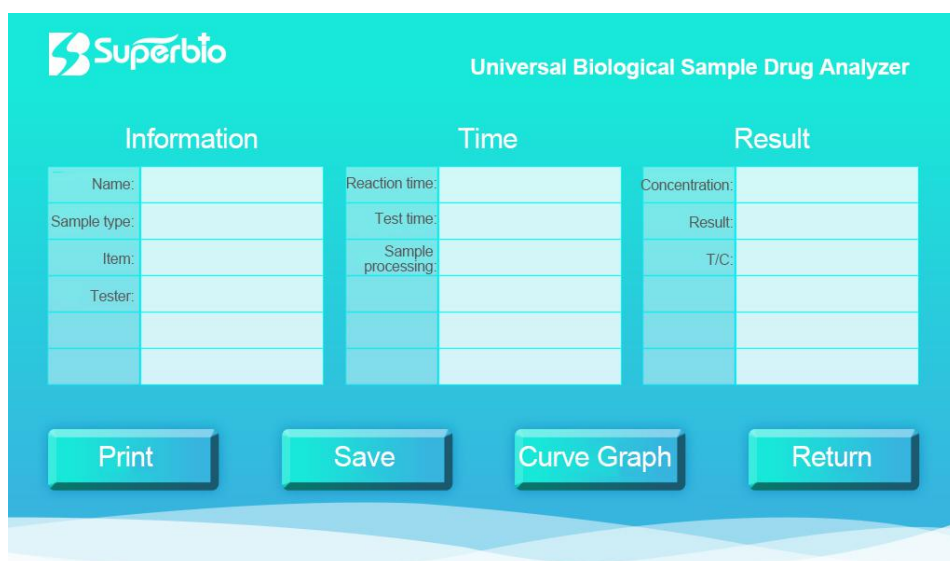 Superbio
Universal Biological Sample Drug Analyzer
Information
Time
Result
Name:
Reaction time:
Concentration:
Sample type:
Test time:
Result:
Item:
Sample
processing:
T/C:
Tester:
Print
Save
Curve Graph
Return